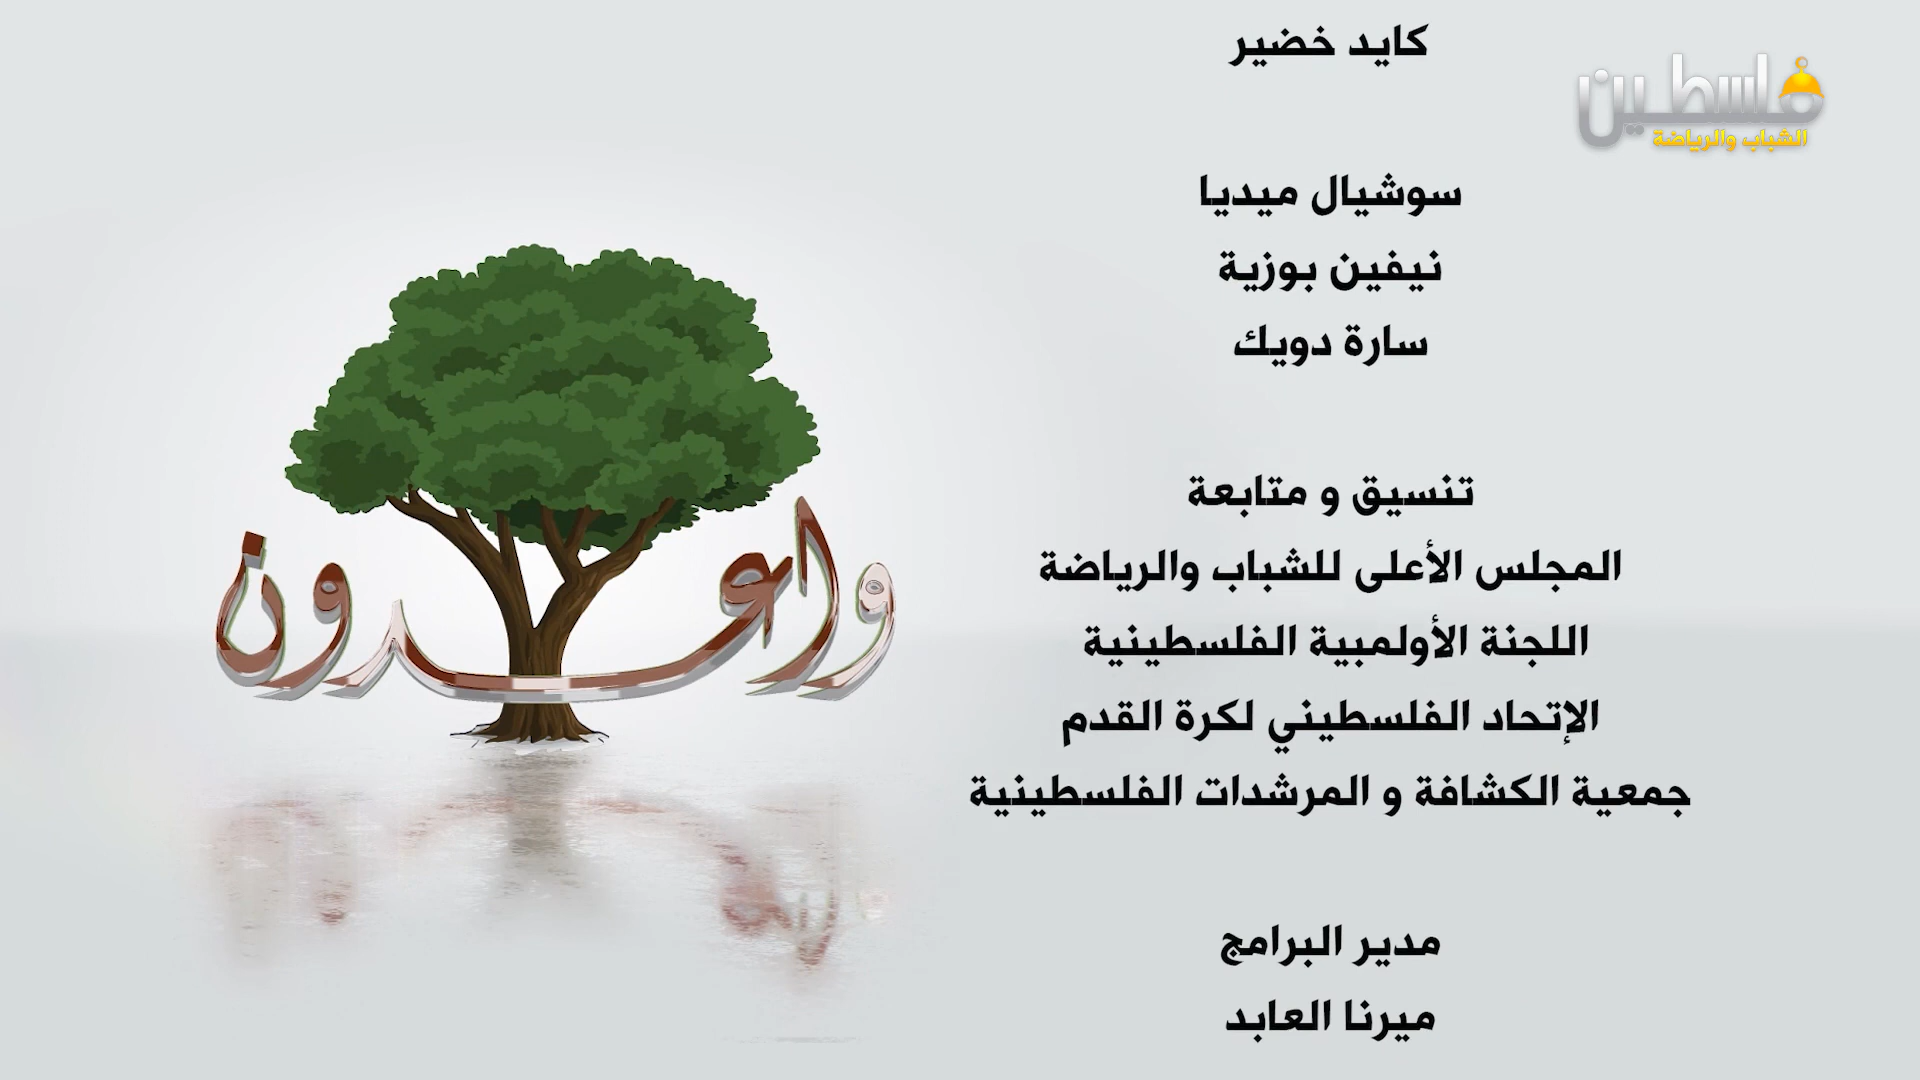 كايد خضير
فلسطين
الشباب والرياضة
سوشيال ميديا
نيفين بوزية
سارة دويك
تنسيق و متابعة
المجلس الأعلى للشباب والرياضة
اللجنة الأولمبية الفلسطينية
الإتحاد الفلسطيني لكرة القدم
جمعية الكشافة و المرشدات الفلسطينية
مدير البرامج
ميرنا العابد
واعدون